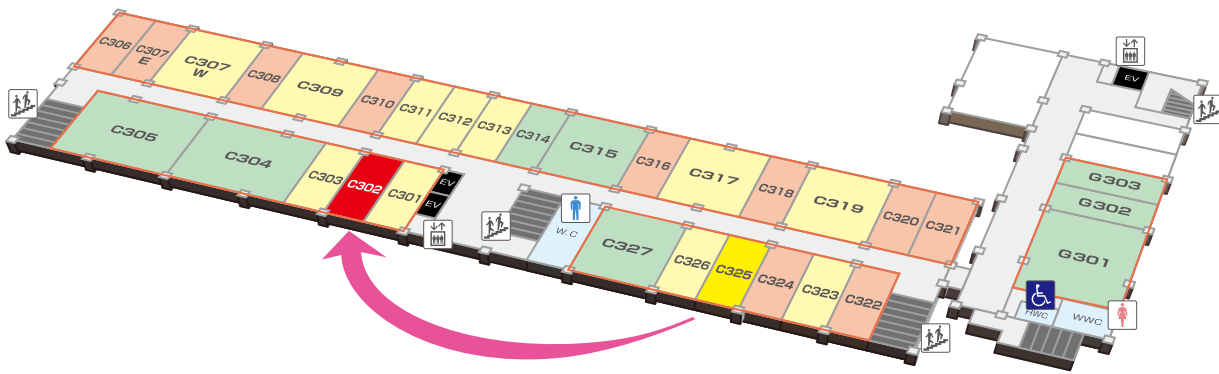 C306
C307
E
C307
W
C308
C309
C310
C311
C312
C313
C314
C315
C316
C317
C318
C319
C320
C321
C305
C304
C303
C302
C301
EV
EV
W.C
C327
C326
C325
C324
C323
C322
EV
G303
G302
G301
HWC
WWC